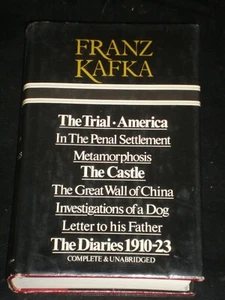 FRANZ
KAFKA
The Trial · America
In The Penal Settlement
Metamorphosis
The Castle
The Great Wall of China
Investigations of a Dog
Letter to his Father
The Diaries 1910-23
COMPLETE & UNABRIDGED